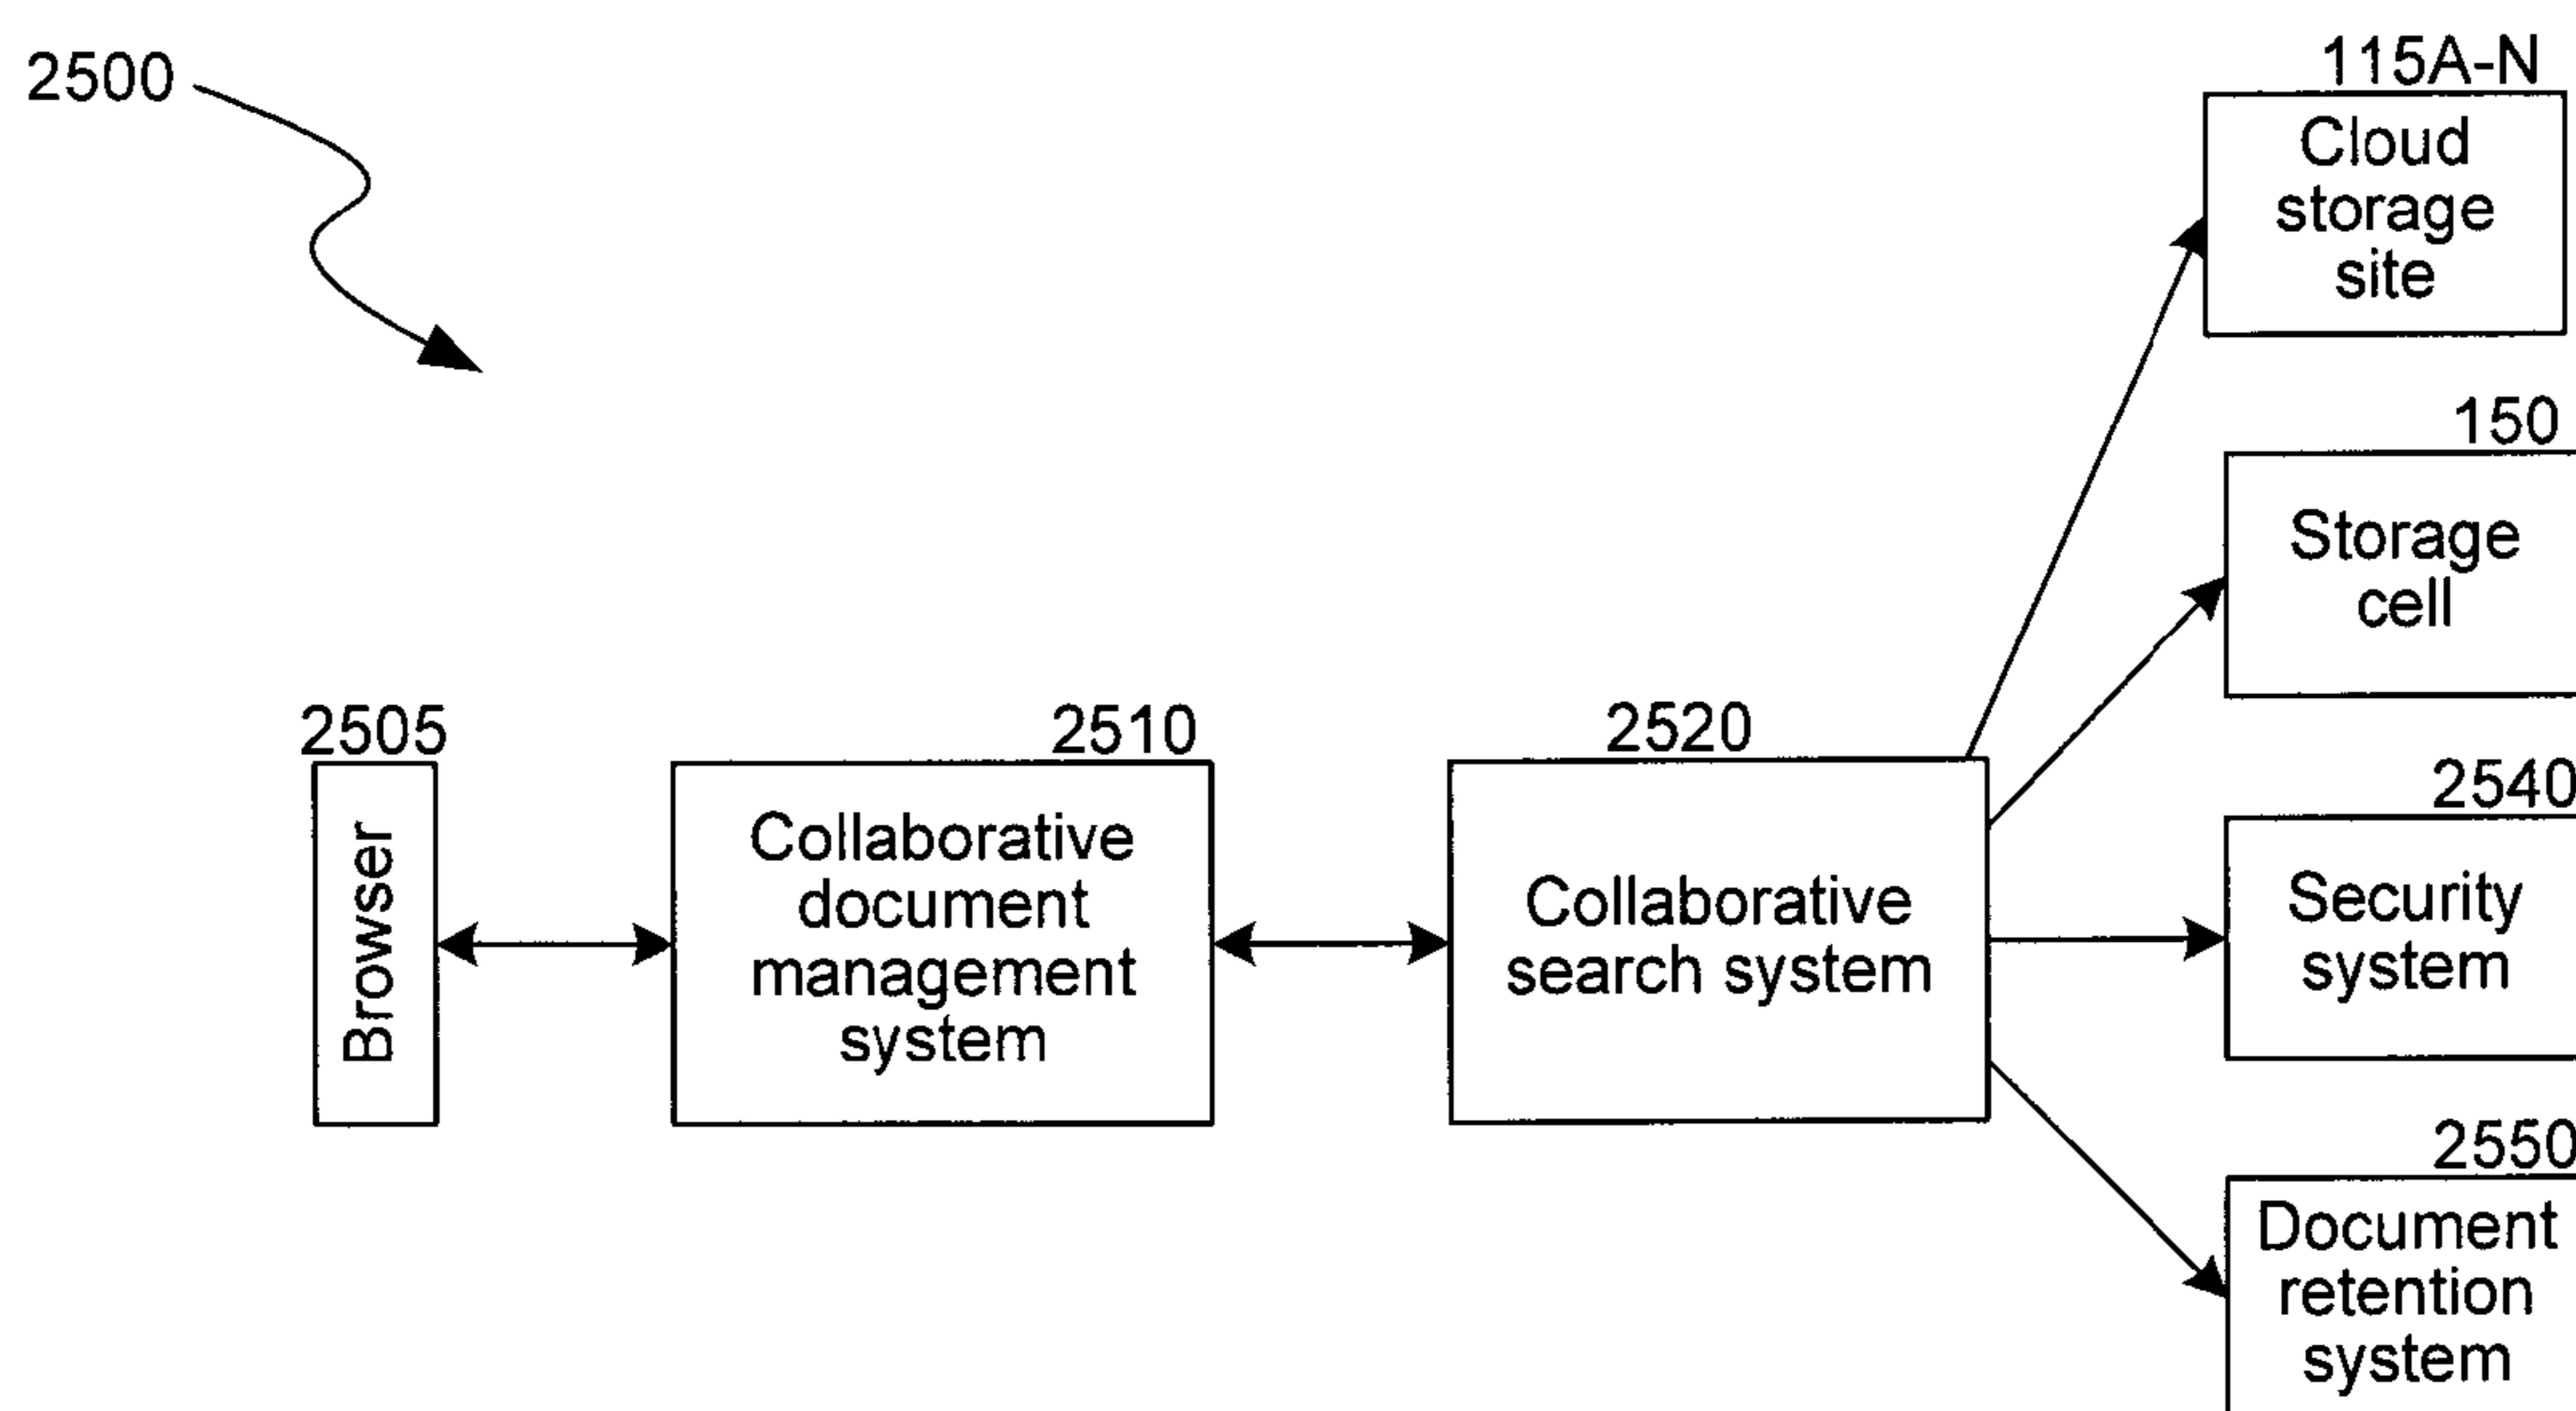 2500
115A-N
Cloud
storage
site
150
Storage
cell
2505
Browser
2510
Collaborative
document
management
system
2520
Collaborative
search system
2540
Security
system
2550
Document
retention
system